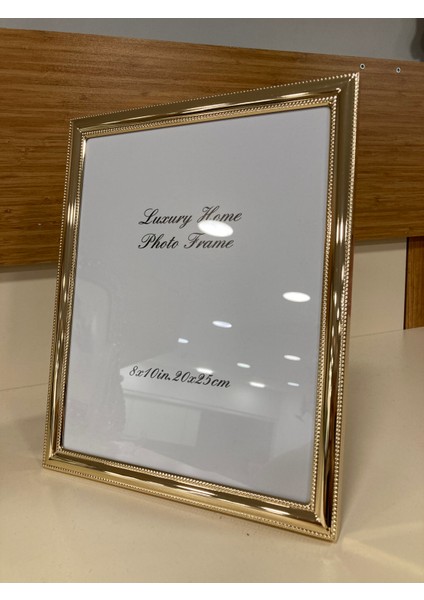 Luxury Home
Photo Frame
8x10in. 20x25cm